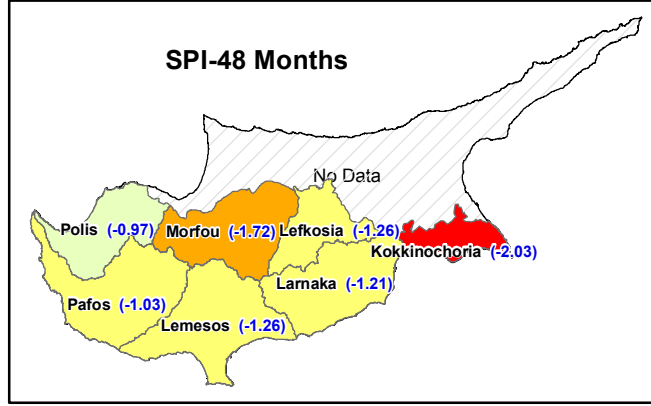 SPI-48 Months
No Data
Polis (-0.97)
Morfou (-1.72)
Lefkosia (-1.26)
Kokkinochoria (-2.03)
Larnaka (-1.21)
Pafos (-1.03)
Lemesos (-1.26)